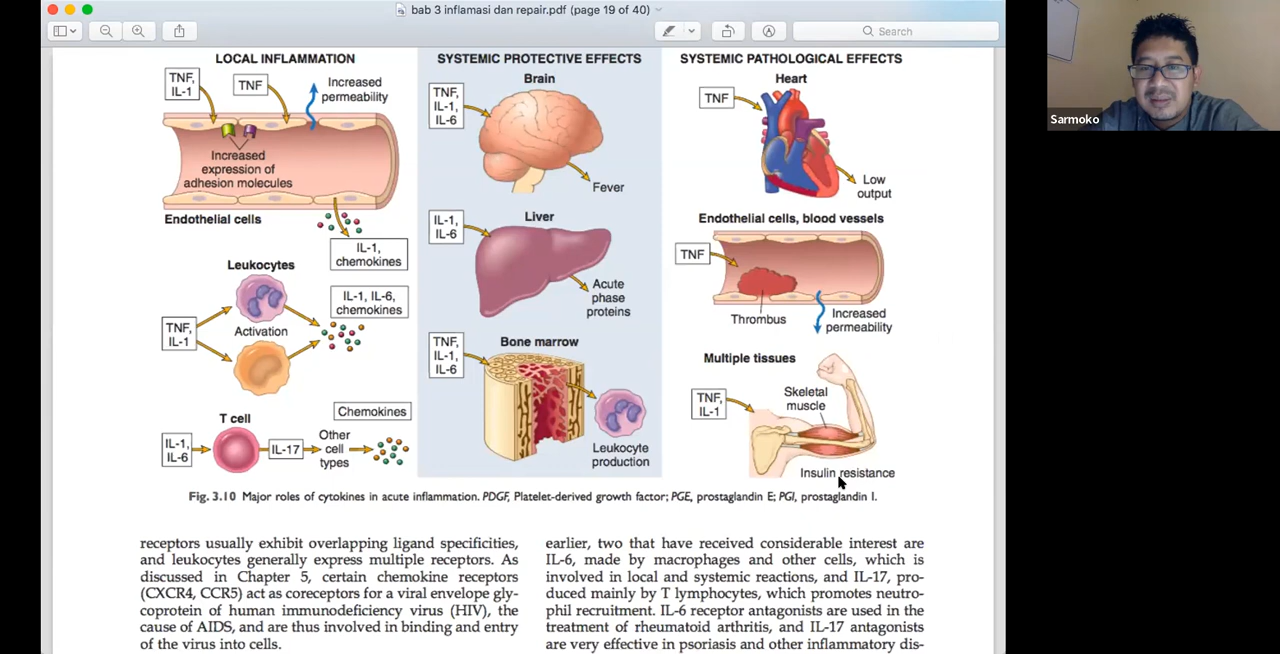 bab 3 inflamasi dan repair.pdf (page 19 of 40)
Search
Sarmoko
LOCAL INFLAMMATION
TNF,
IL-1
TNF
Increased
permeability
Increased
expression of
adhesion molecules
Endothelial cells
IL-1,
chemokines
Leukocytes
IL-1, IL-6,
chemokines
TNF,
IL-1
Activation
T cell
Chemokines
IL-1,
IL-6
IL-17
Other
cell
types
SYSTEMIC PROTECTIVE EFFECTS
Brain
TNF,
IL-1,
IL-6
Fever
Liver
IL-1,
IL-6
Acute
phase
proteins
Bone marrow
TNF,
IL-1,
IL-6
Leukocyte
production
SYSTEMIC PATHOLOGICAL EFFECTS
Heart
TNF
Low
output
Endothelial cells, blood vessels
TNF
Thrombus
Increased
permeability
Multiple tissues
TNF,
IL-1
Skeletal
muscle
Insulin resistance
Fig. 3.10 Major roles of cytokines in acute inflammation. PDGF, Platelet-derived growth factor; PGE, prostaglandin E; PGI, prostaglandin I.
receptors usually exhibit overlapping ligand specificities,
and leukocytes generally express multiple receptors. As
discussed in Chapter 5, certain chemokine receptors
(CXCR4, CCR5) act as coreceptors for a viral envelope gly-
coprotein of human immunodeficiency virus (HIV), the
cause of AIDS, and are thus involved in binding and entry
of the virus into cells.
earlier, two that have received considerable interest are
IL-6, made by macrophages and other cells, which is
involved in local and systemic reactions, and IL-17, pro-
duced mainly by T lymphocytes, which promotes neutro-
phil recruitment. IL-6 receptor antagonists are used in the
treatment of rheumatoid arthritis, and IL-17 antagonists
are very effective in psoriasis and other inflammatory dis-